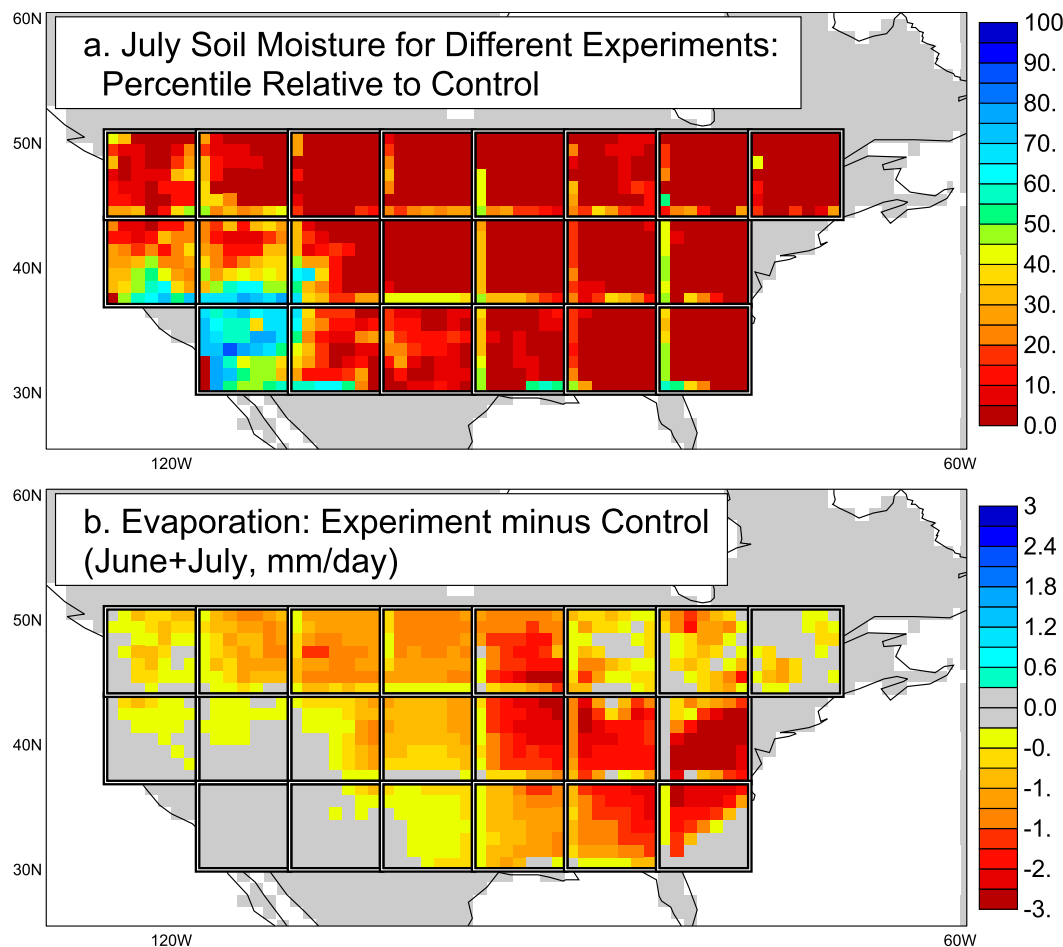 60N
a. July Soil Moisture for Different Experiments:
Percentile Relative to Control
50N
40N
30N
120W
60W
100
90.
80.
70.
60.
50.
40.
30.
20.
10.
0.0
60N
b. Evaporation: Experiment minus Control
(June+July, mm/day)
50N
40N
30N
120W
60W
3
2.4
1.8
1.2
0.6
0.0
-0.
-1.
-1.
-2.
-3.